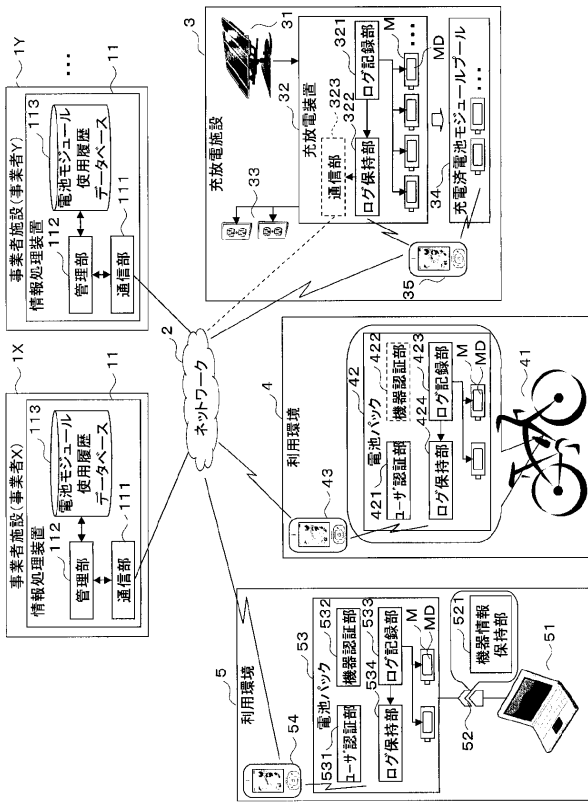 1X
事業者施設(事業者X)
情報処理装置
11
113
電池モジュール
使用履歴
データベース
112
管理部
通信部
111
1Y
事業者施設(事業者Y)
情報処理装置
11
113
電池モジュール
使用履歴
データベース
112
管理部
通信部
111
…
2
ネットワーク
3
充放電施設
31
32
充放電装置
321
ログ記録部
322
ログ保持部
323
通信部
M
MD
…
33
34
充電済電池モジュールプール
…
35
4
利用環境
42
電池パック
421
ユーザ認証部
422
機器認証部
423
ログ記録部
424
ログ保持部
M
MD
41
43
5
利用環境
53
電池パック
531
ユーザ認証部
532
機器認証部
533
ログ記録部
534
ログ保持部
M
MD
54
52
521
機器情報
保持部
51